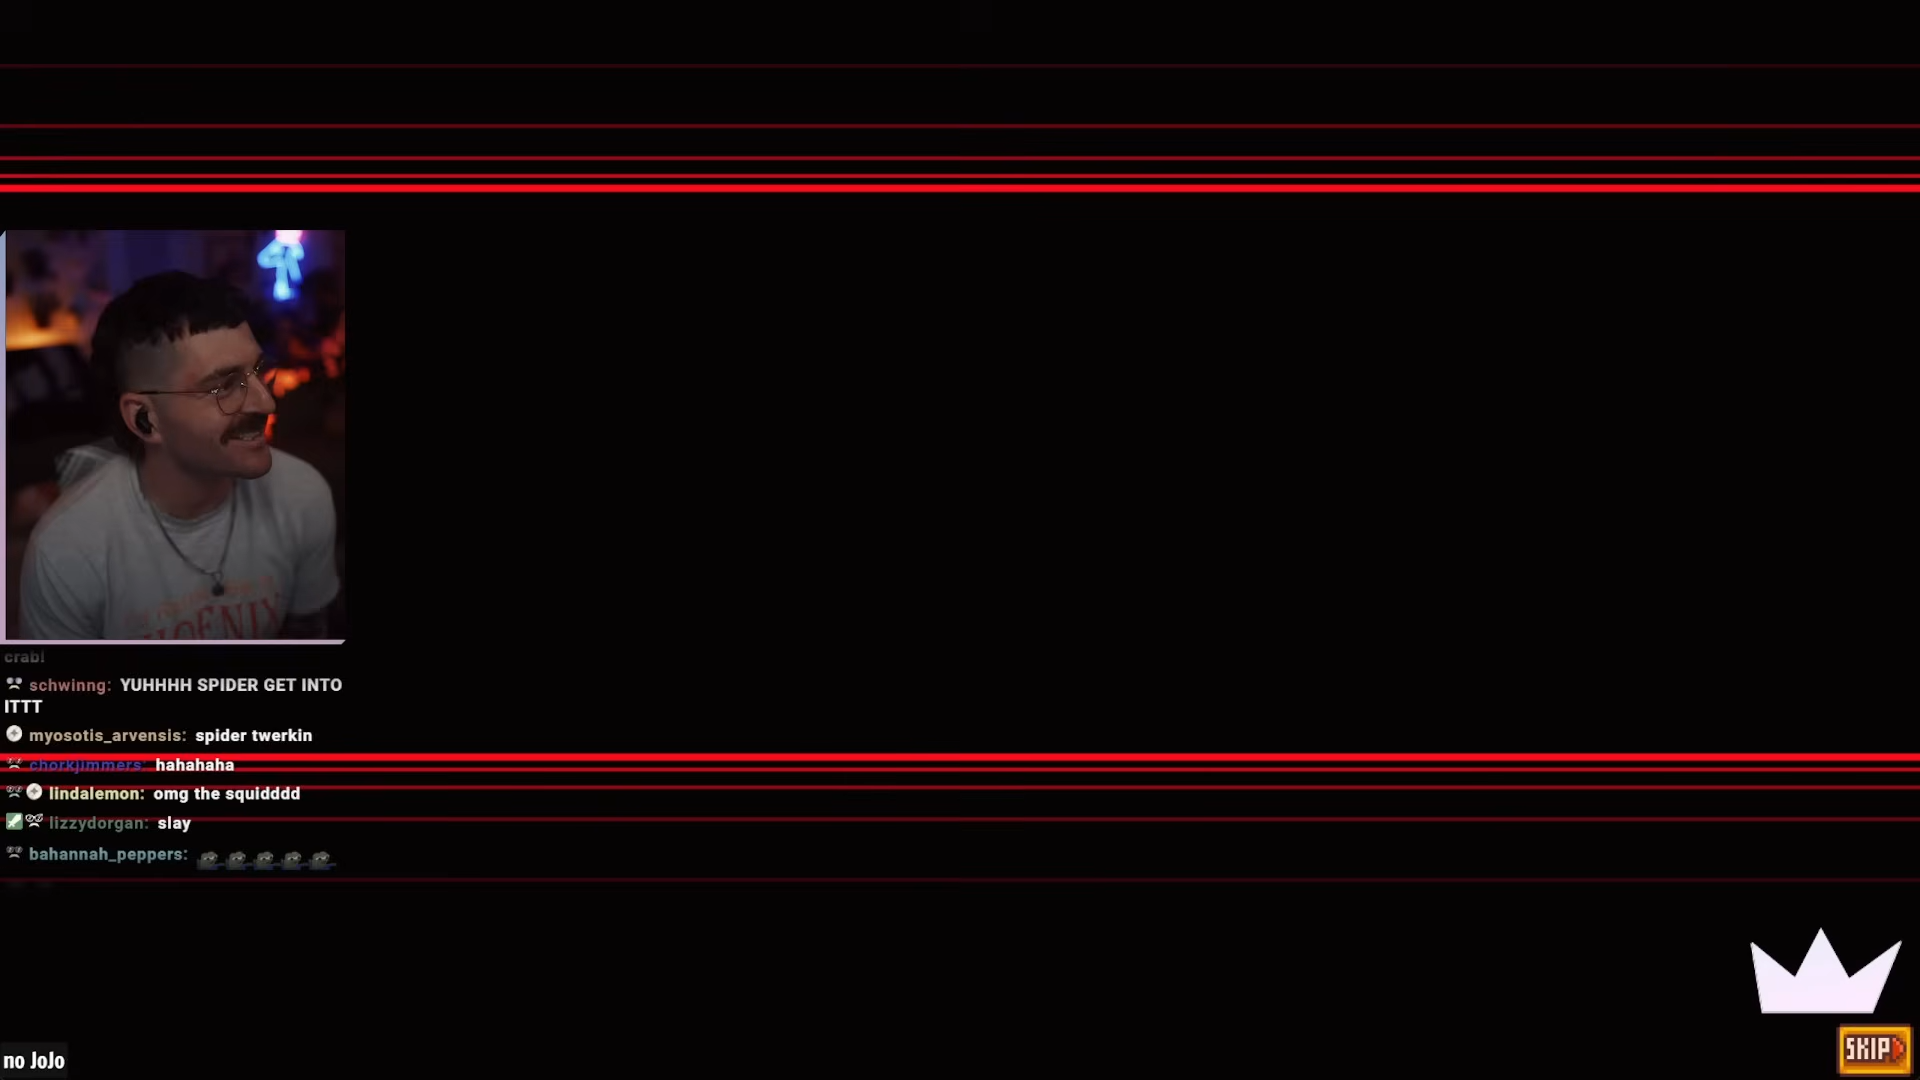 HOENIX
crab!
schwinng: YUHHHH SPIDER GET INTO
ITTT
myosotis_arvensis: spider twerkin
chorkjimmers: hahahaha
lindalemon: omg the squidddd
lizzydorgan: slay
bahannah_peppers:
no JoJo
SKIP